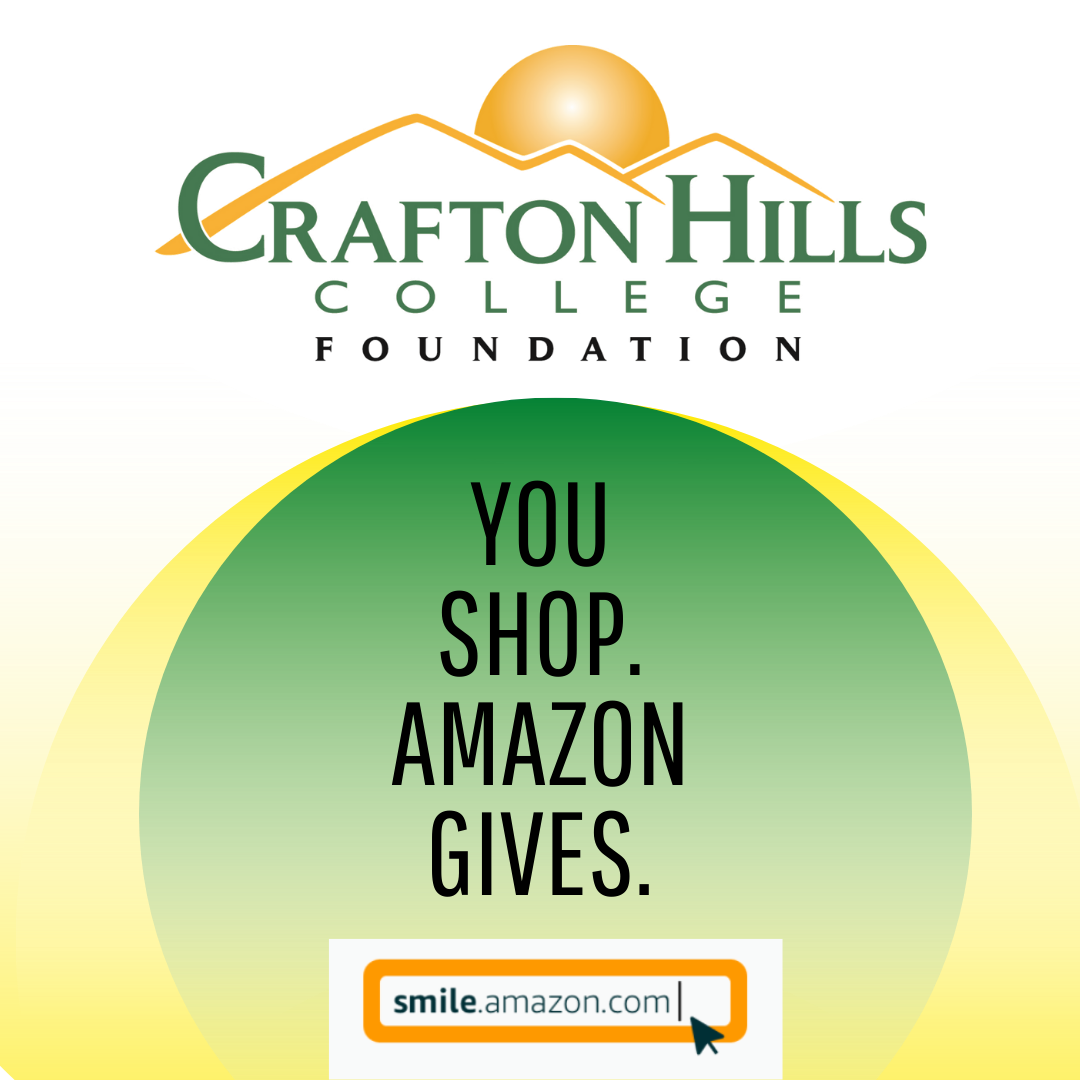 CRAFTON HILLS
COLLEGE
FOUNDATION
YOU
SHOP.
AMAZON
GIVES.
smile.amazon.com